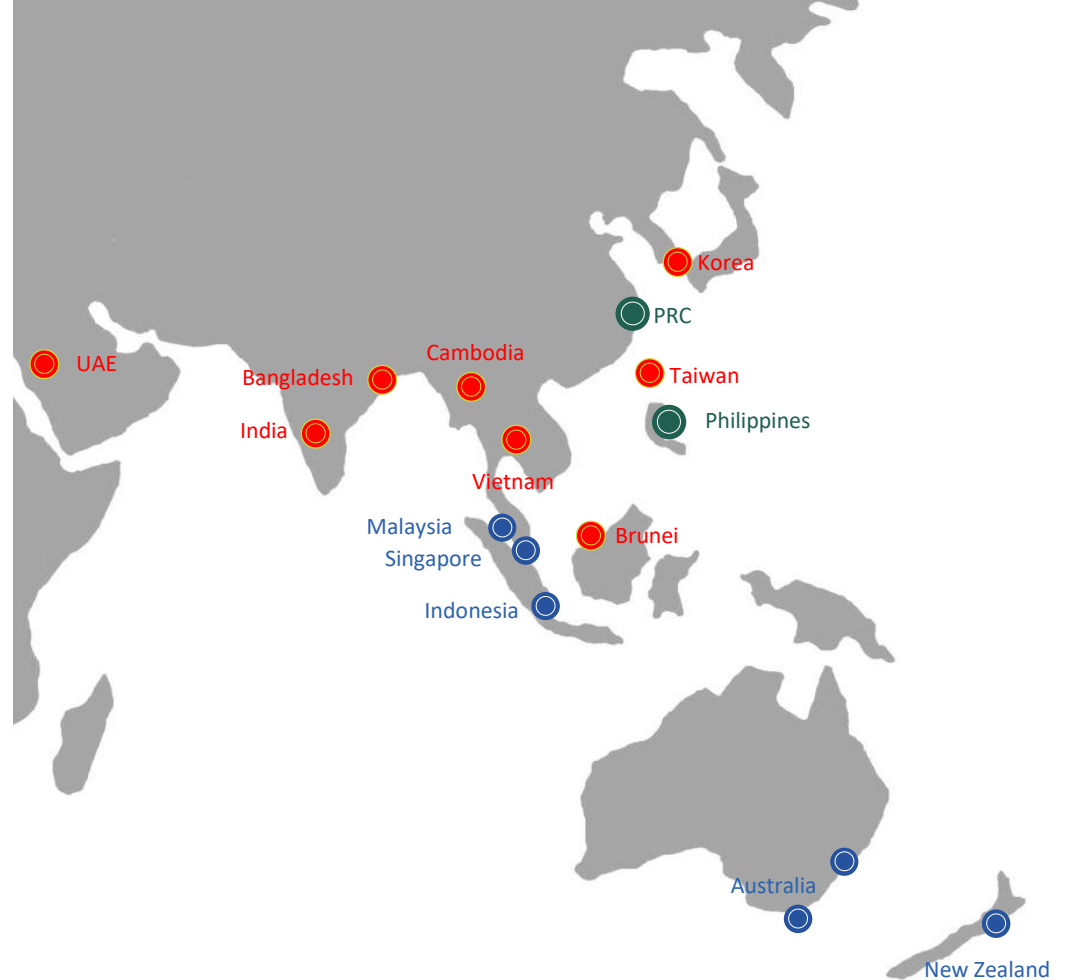 Korea
PRC
Cambodia
UAE
Taiwan
Bangladesh
Philippines
India
Vietnam
Malaysia
Brunei
Singapore
Indonesia
Australia
New Zealand